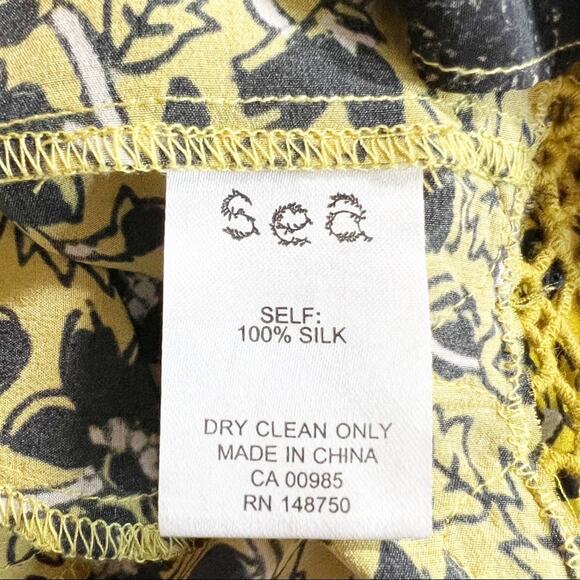 Sea
SELF:
100% SILK
DRY CLEAN ONLY
MADE IN CHINA
CA 00985
RN 148750